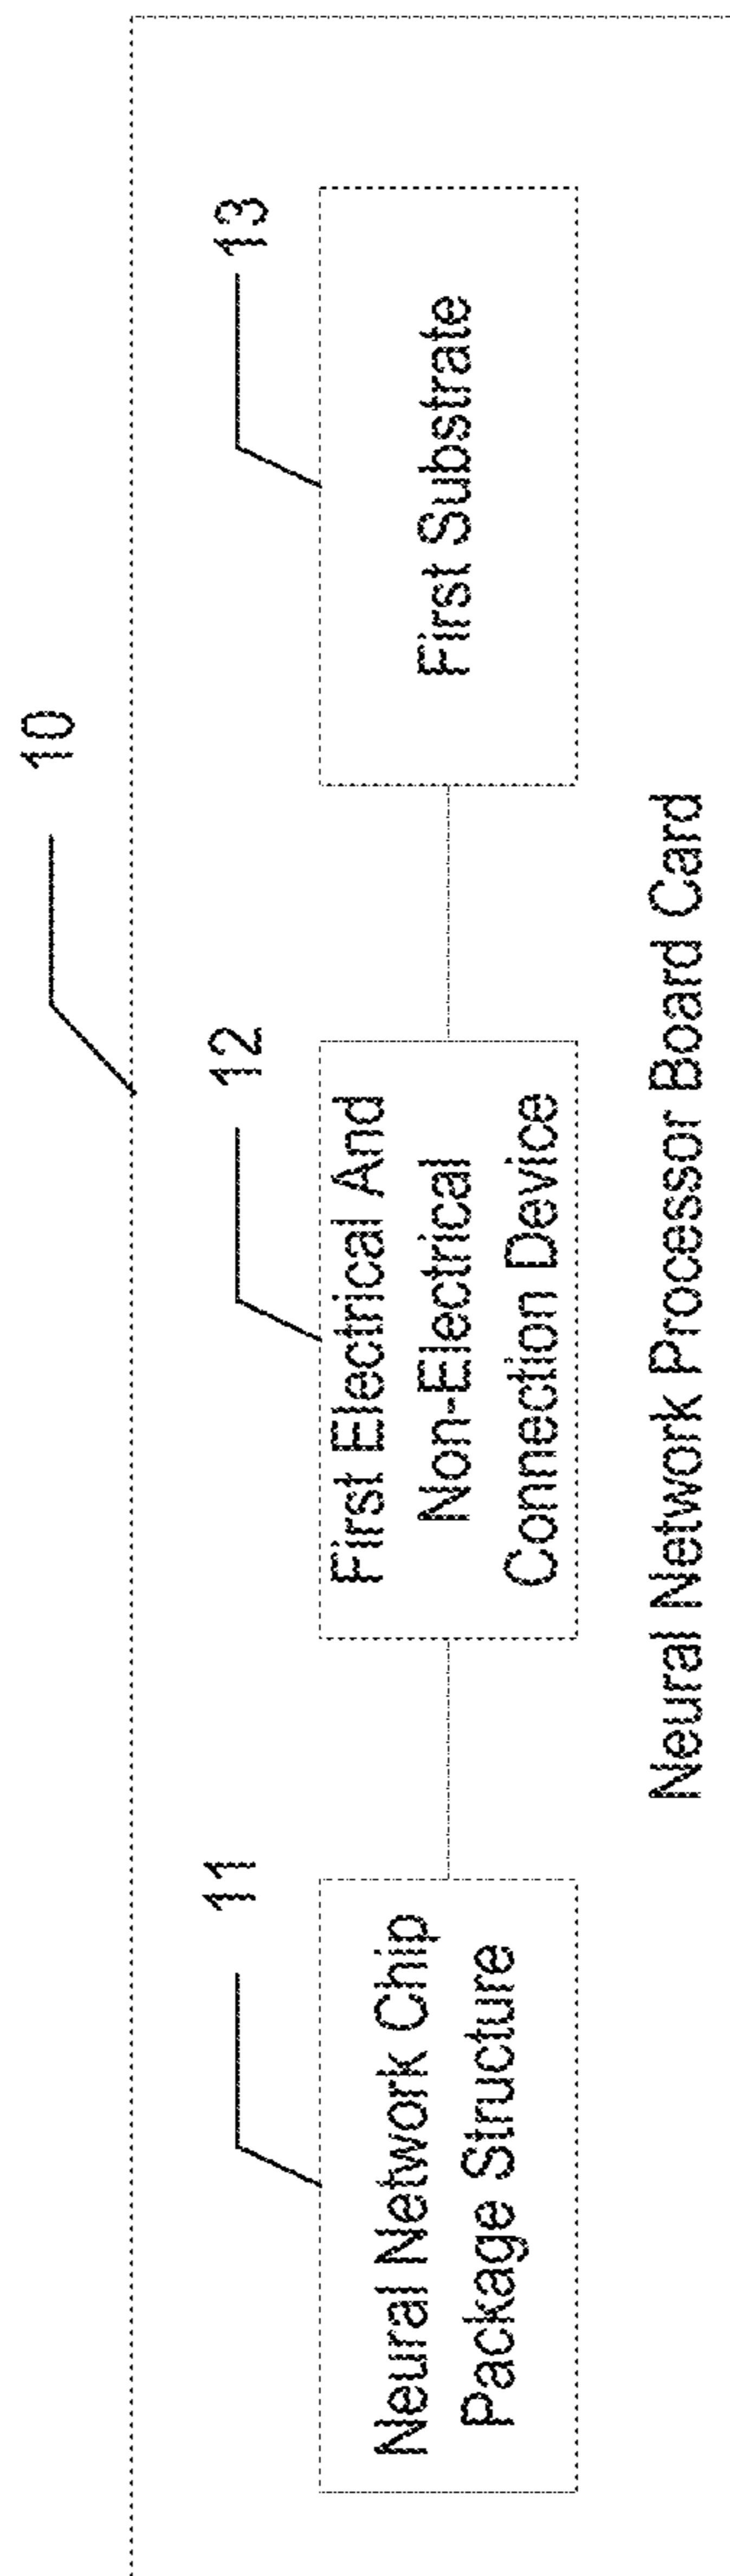 10
11
12
13
Neural Network Chip
Package Structure
First Electrical And
Non-Electrical
Connection Device
First Substrate
Neural Network Processor Board Card